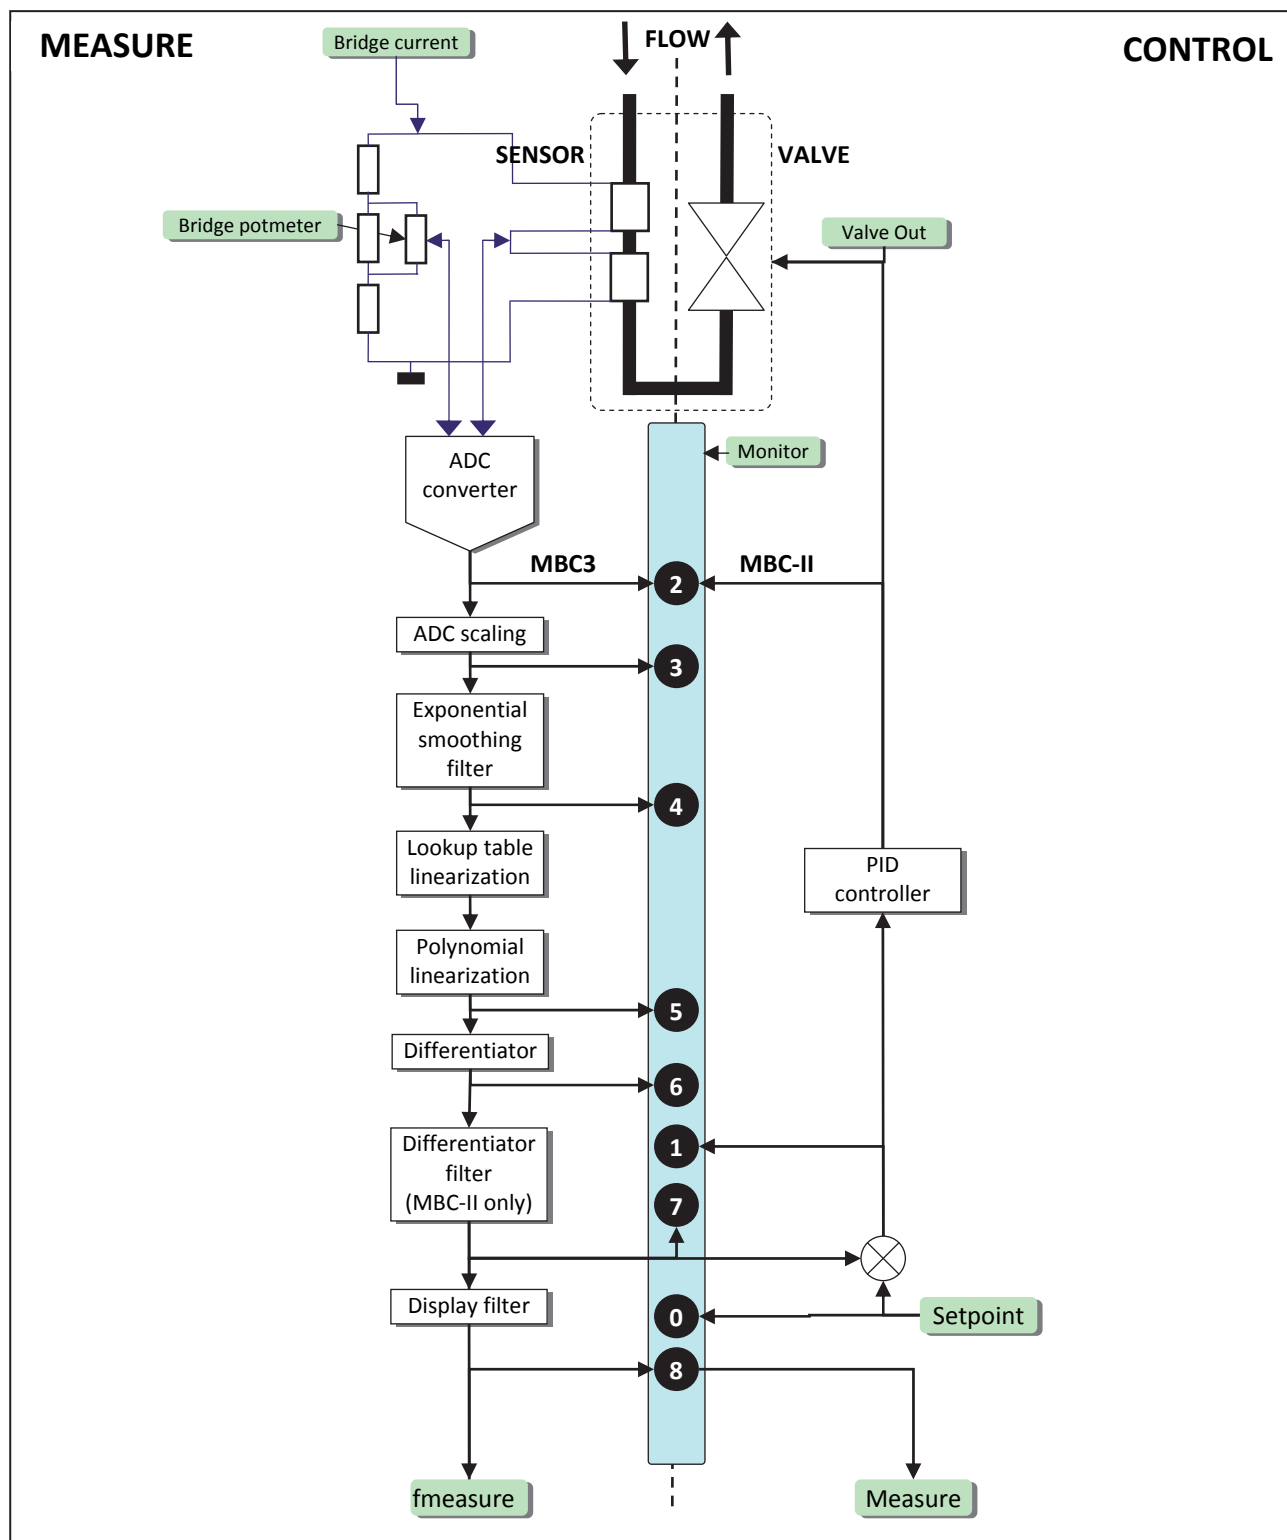 MEASURE
Bridge current
FLOW
CONTROL
SENSOR
VALVE
Bridge potmeter
Valve Out
Monitor
ADC
converter
MBC3
2
MBC-II
ADC scaling
3
Exponential
smoothing
filter
4
Lookup table
linearization
PID
controller
Polynomial
linearization
5
Differentiator
6
Differentiator
filter
(MBC-II only)
1
7
Display filter
0
Setpoint
8
fmeasure
Measure